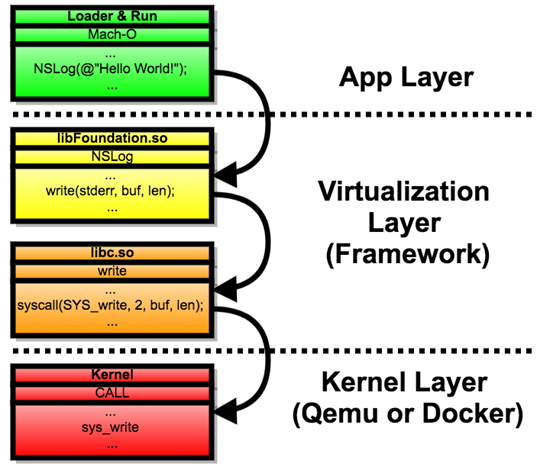 Loader & Run
Mach-O
...
NSLog(@"Hello World!");
...
App Layer
libFoundation.so
NSLog
...
write(stderr, buf, len);
...
Virtualization
Layer
(Framework)
libc.so
write
...
syscall(SYS_write, 2, buf, len);
...
Kernel
CALL
...
sys_write
...
Kernel Layer
(Qemu or Docker)